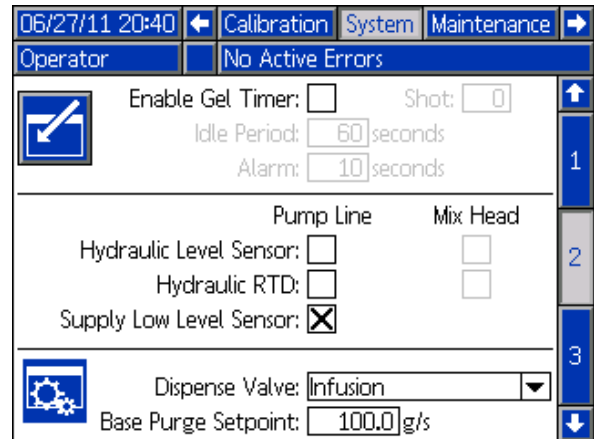 06/27/11 20:40 Calibration System Maintenance
Operator No Active Errors
Enable Gel Timer: Shot: 0
Idle Period: 60 seconds
Alarm: 10 seconds
1
Pump Line Mix Head
Hydraulic Level Sensor:
2
Hydraulic RTD:
Supply Low Level Sensor:
3
Dispense Valve: Infusion
Base Purge Setpoint: 100.0 g/s